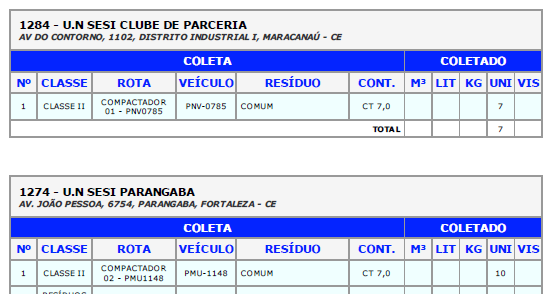 1284 - U.N SESI CLUBE DE PARCERIA
AV DO CONTORNO, 1102, DISTRITO INDUSTRIAL I, MARACANAÚ - CE
COLETA COLETADO
Nº CLASSE ROTA VEÍCULO RESÍDUO CONT. M³ LIT KG UNI VIS
1 CLASSE II COMPACTADOR 01 - PNV0785 PNV-0785 COMUM CT 7,0 7
TOTAL 7
1274 - U.N SESI PARANGABA
AV. JOÃO PESSOA, 6754, PARANGABA, FORTALEZA - CE
COLETA COLETADO
Nº CLASSE ROTA VEÍCULO RESÍDUO CONT. M³ LIT KG UNI VIS
1 CLASSE II COMPACTADOR 02 - PMU1148 PMU-1148 COMUM CT 7,0 10